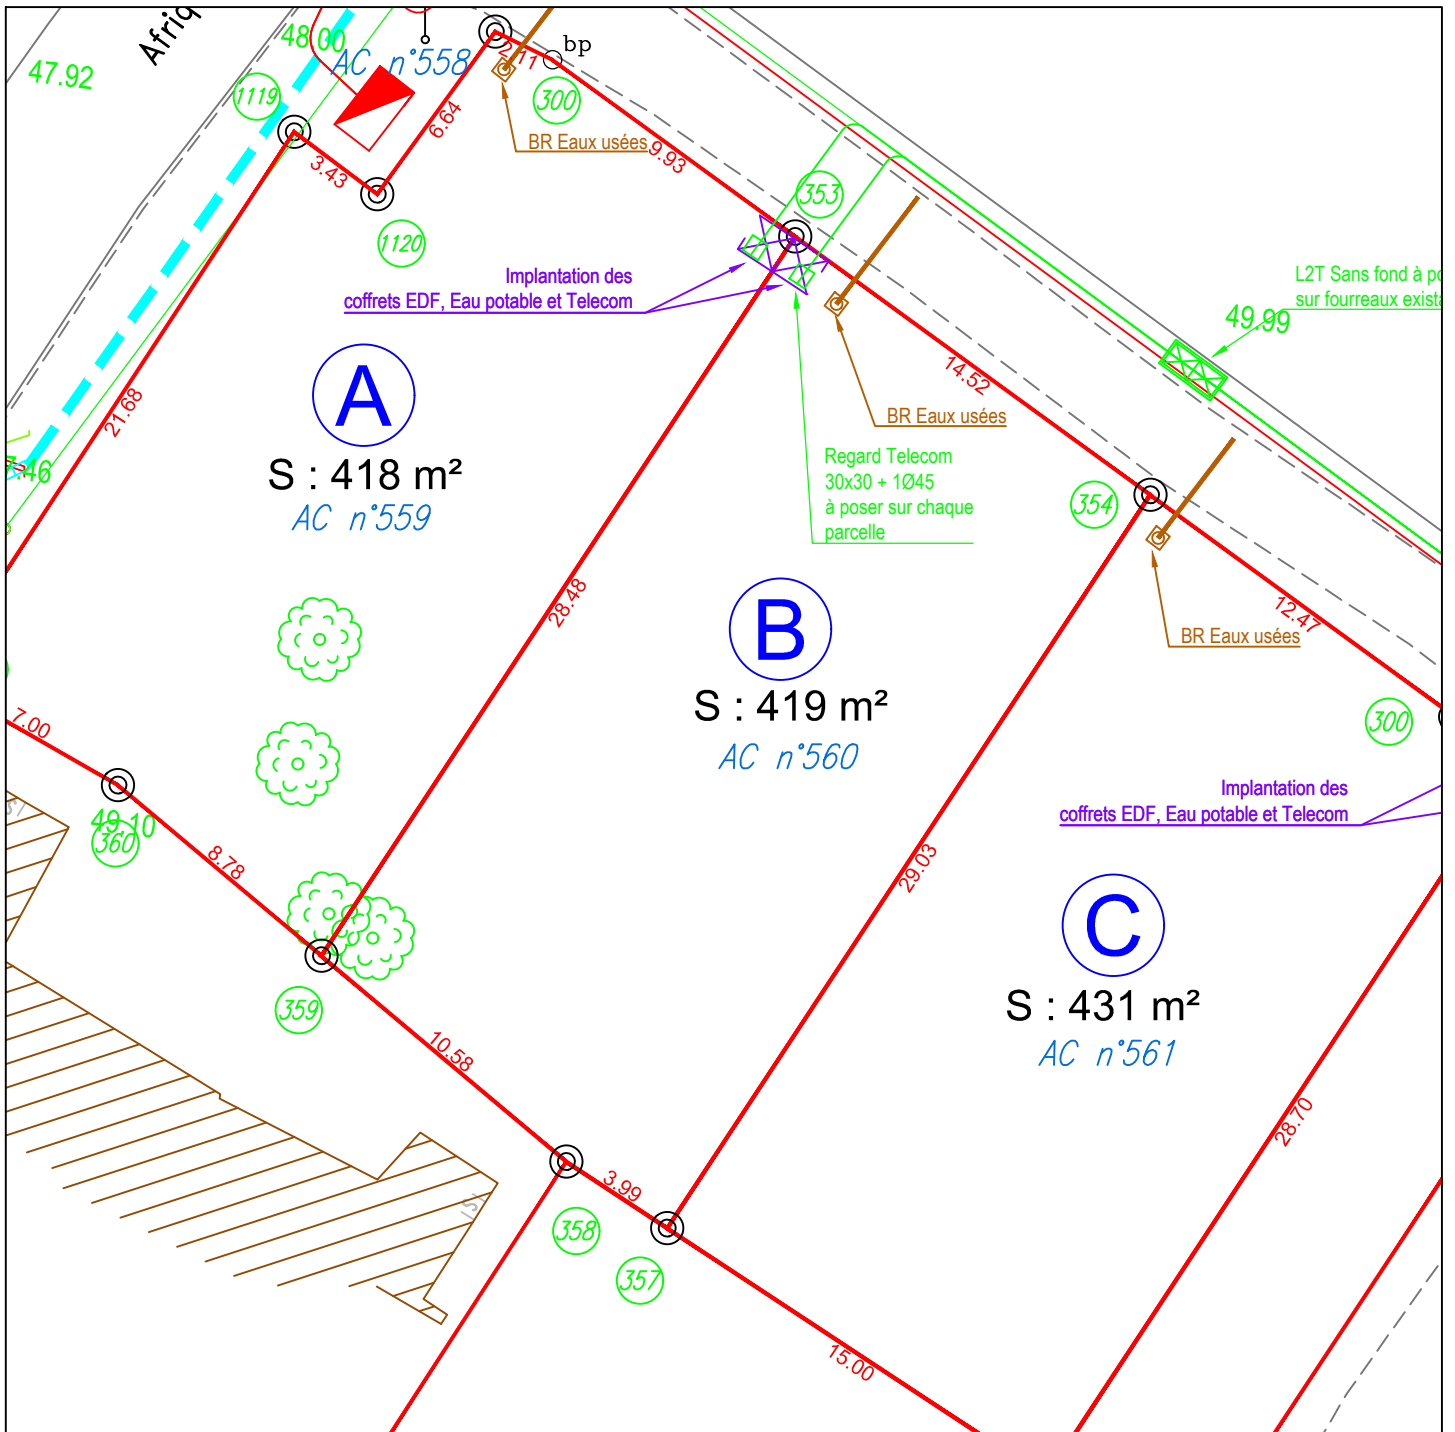 Afriq
48.00
47.92
AC n°558
bp
2.11
1119
300
6.64
BR Eaux usées
9.93
3.43
353
1120
Implantation des
coffrets EDF, Eau potable et Telecom
L2T Sans fond à po
sur fourreaux exista
49.99
14.52
A
21.68
BR Eaux usées
S : 418 m²
AC n°559
Regard Telecom
30x30 + 1Ø45
à poser sur chaque
parcelle
7.46
354
28.48
12.47
B
BR Eaux usées
S : 419 m²
AC n°560
7.00
300
Implantation des
coffrets EDF, Eau potable et Telecom
49.10
360
8.78
29.03
C
S : 431 m²
AC n°561
359
10.58
28.70
3.99
358
357
15.00